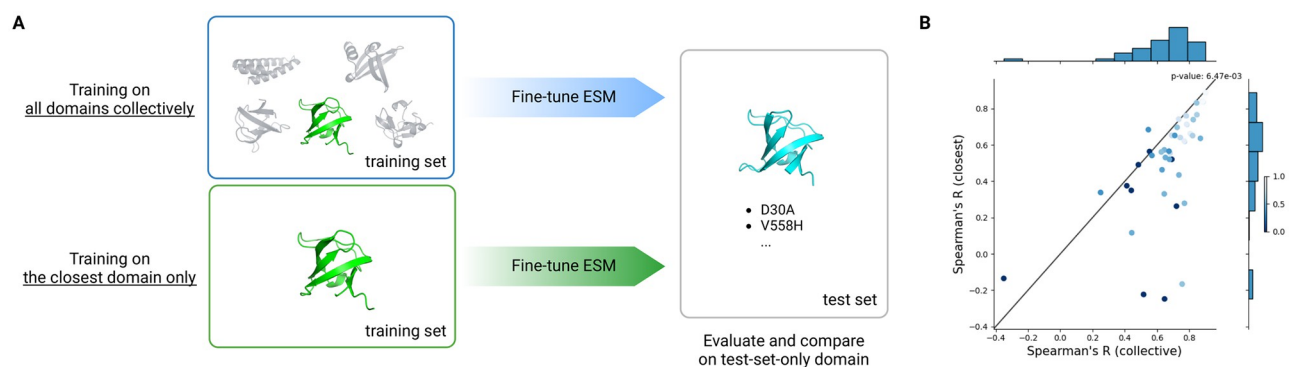 A
Training on
all domains collectively
training set
Fine-tune ESM
Training on
the closest domain only
training set
Fine-tune ESM
• D30A
• V558H
...
test set
Evaluate and compare
on test-set-only domain
B
p-value: 6.47e-03
Spearman's R (closest)
0.8
0.6
0.4
0.2
0.0
−0.2
−0.4
−0.4
−0.2
0.0
0.2
0.4
0.6
0.8
Spearman's R (collective)
1.0
0.5
0.0